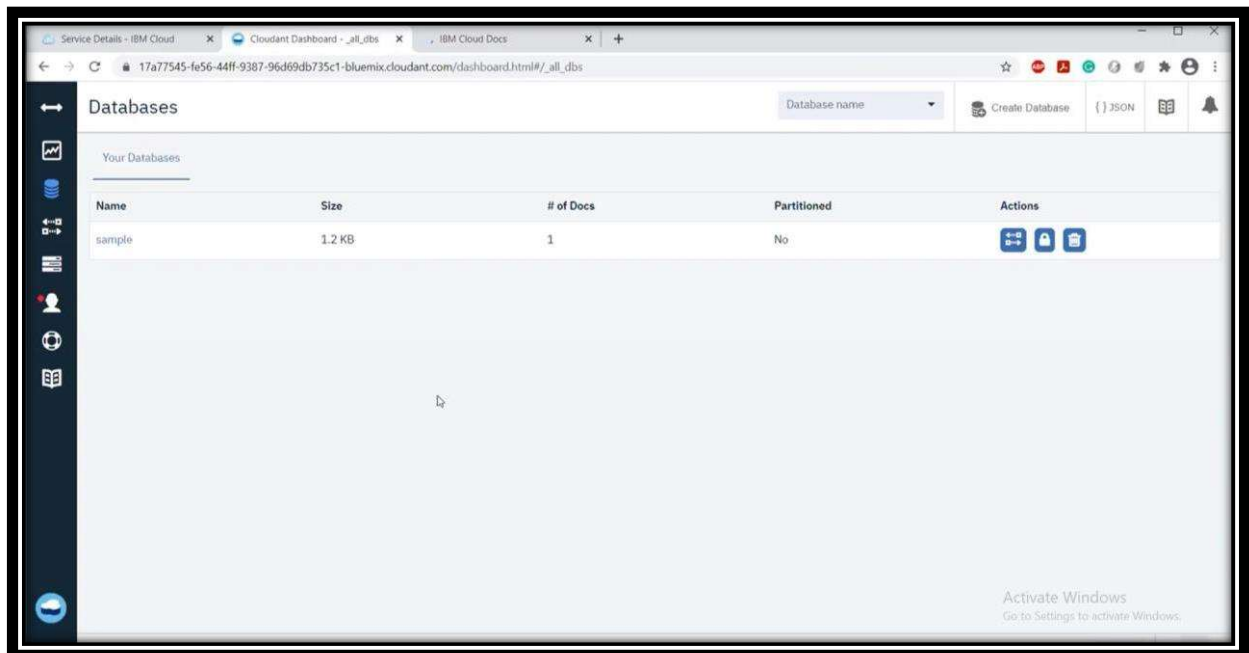 Service Details - IBM Cloud
Cloudant Dashboard - _all_dbs
IBM Cloud Docs
17a77545-fe56-44ff-9387-96d69db735c1-bluemix.cloudant.com/dashboard.html#/_all_dbs
Databases
Database name
Create Database
{ } JSON
Your Databases
Name Size # of Docs Partitioned Actions
sample 1.2 KB 1 No
Activate Windows
Go to Settings to activate Windows.